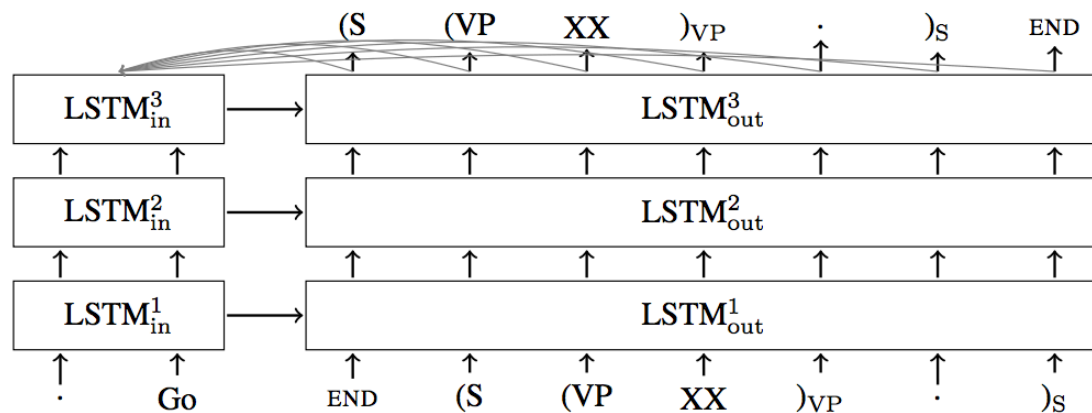 (S (VP XX )VP . )S END
LSTM³in LSTM³out
LSTM²in LSTM²out
LSTM¹in LSTM¹out
. Go END (S (VP XX )VP . )S